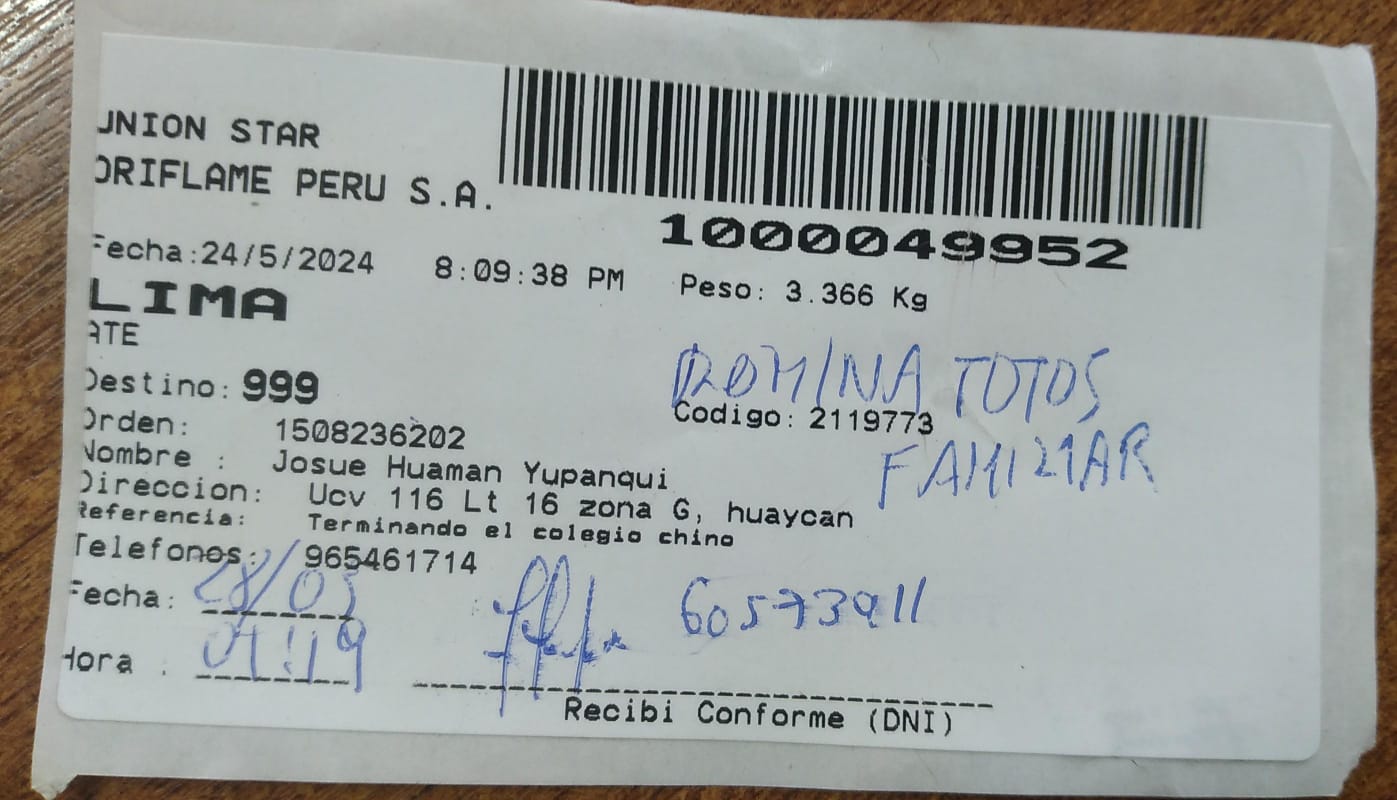 UNION STAR
ORIFLAME PERU S.A.
1000049952
Fecha:24/5/2024 8:09:38 PM Peso: 3.366 Kg
LIMA
ATE
ROMINA TOTOS
Destino: 999
Codigo: 2119773
FAMILIAR
Orden: 1508236202
Nombre : Josue Huaman Yupanqui
Direccion: Ucv 116 Lt 16 zona G, huaycan
Referencia: Terminando el colegio chino
Telefonos: 965461714
Fecha: 28/05 60573911
Hora : 01:19
Recibi Conforme (DNI)